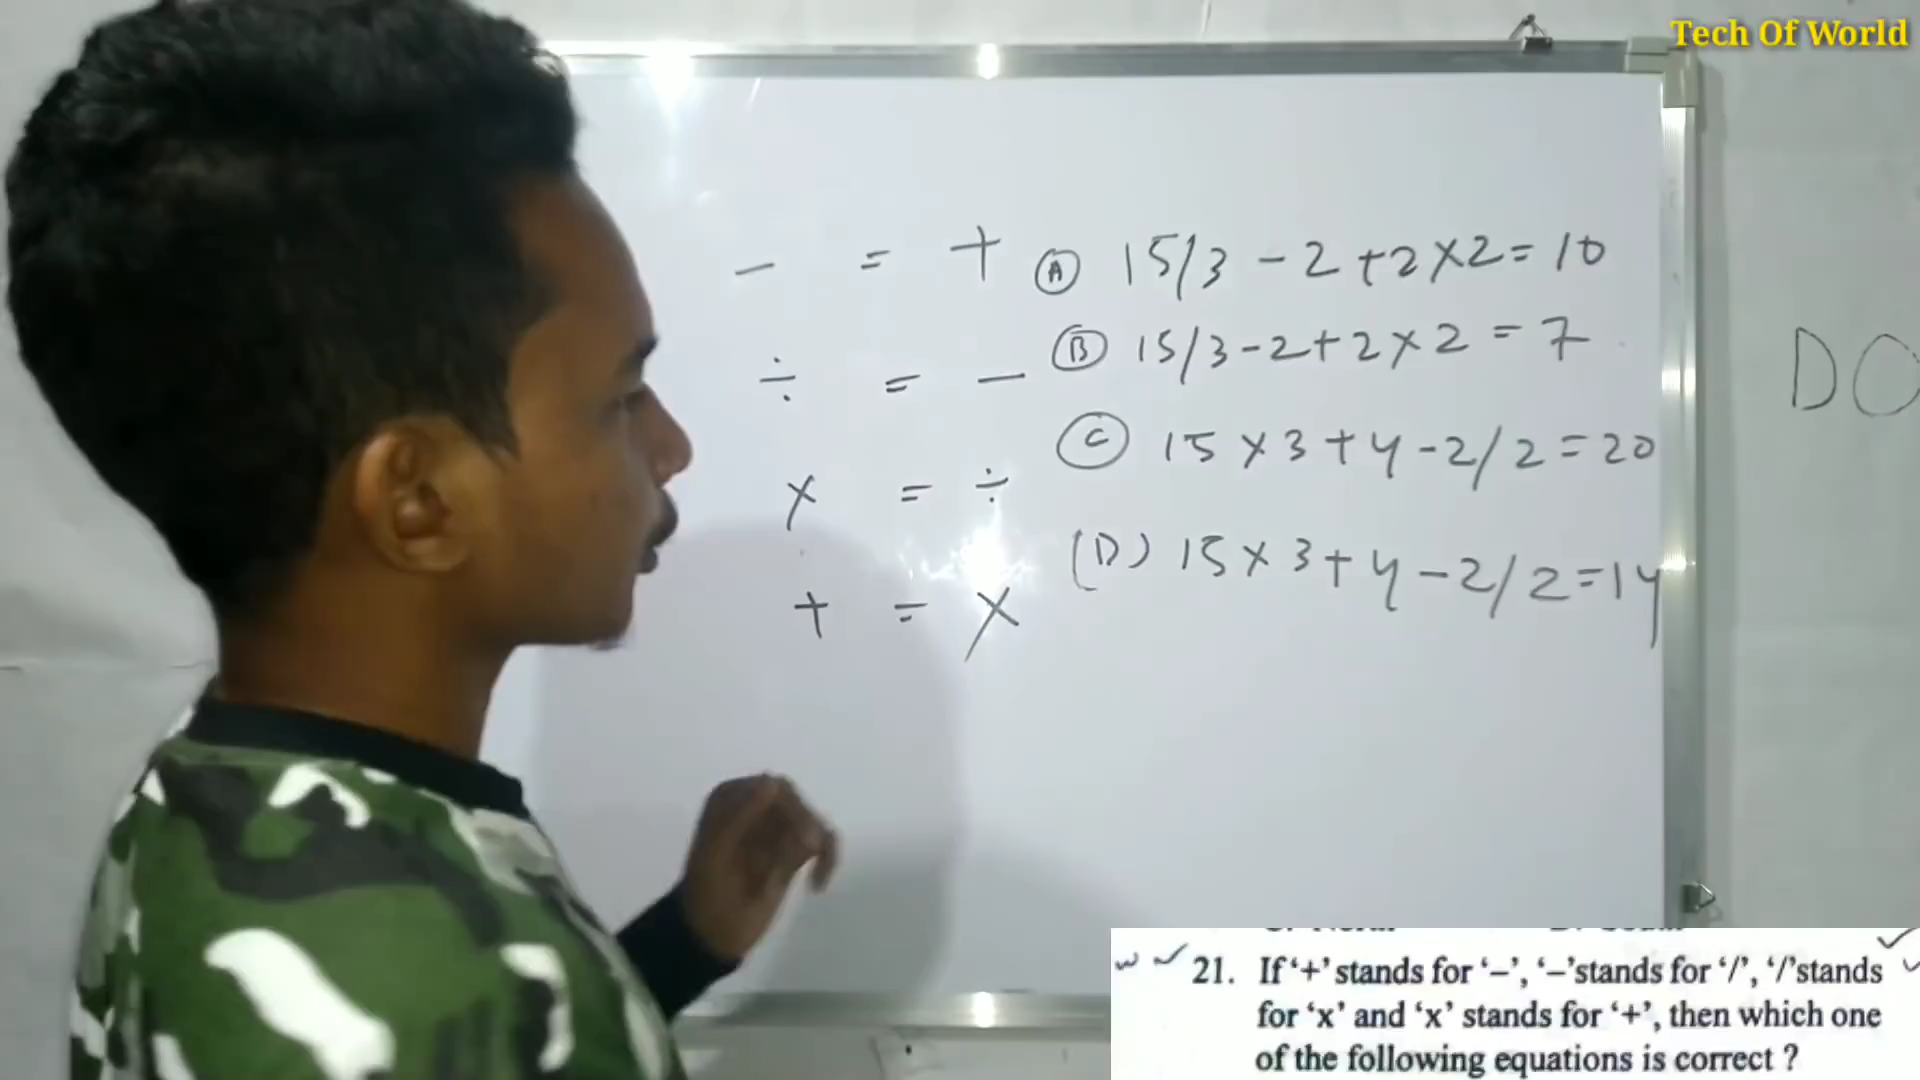 Tech Of World
- = +
÷ = -
x = ÷
+ = x
(A) 15/3 - 2 + 2 x 2 = 10
(B) 15/3 - 2 + 2 x 2 = 7
(C) 15 x 3 + 4 - 2/2 = 20
(D) 15 x 3 + 4 - 2/2 = 14
21. If ‘+’ stands for ‘–’, ‘–’stands for ‘/’, ‘/’stands
for ‘x’ and ‘x’ stands for ‘+’, then which one
of the following equations is correct ?